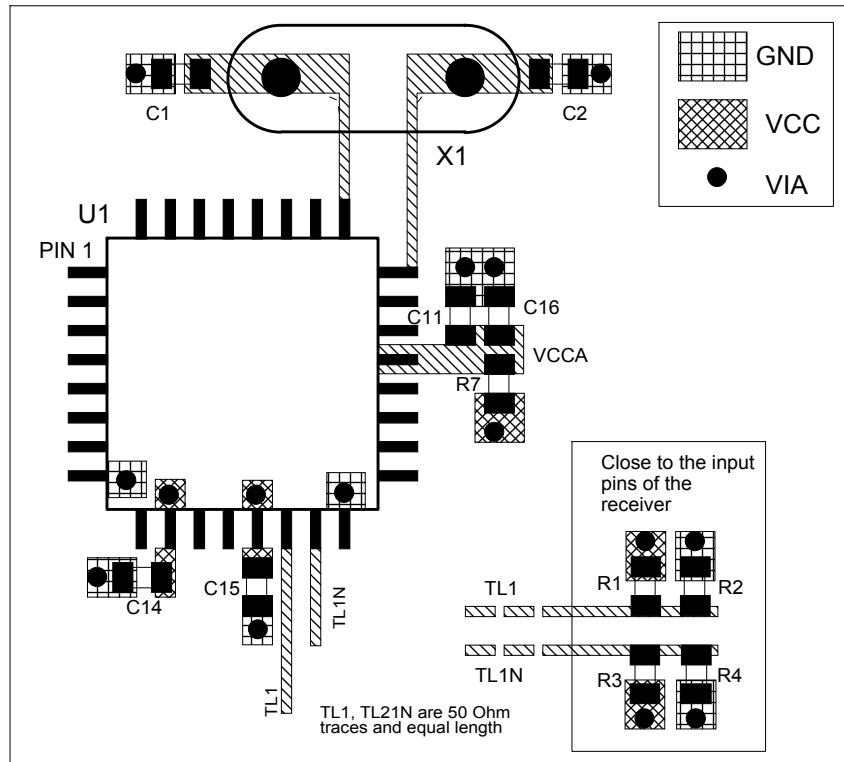 C1
C2
X1
GND
VCC
VIA
U1
PIN 1
C11
C16
VCCA
R7
C14
C15
TL1
TL1N
TL1, TL21N are 50 Ohm
traces and equal length
Close to the input
pins of the
receiver
R1
R2
TL1
TL1N
R3
R4